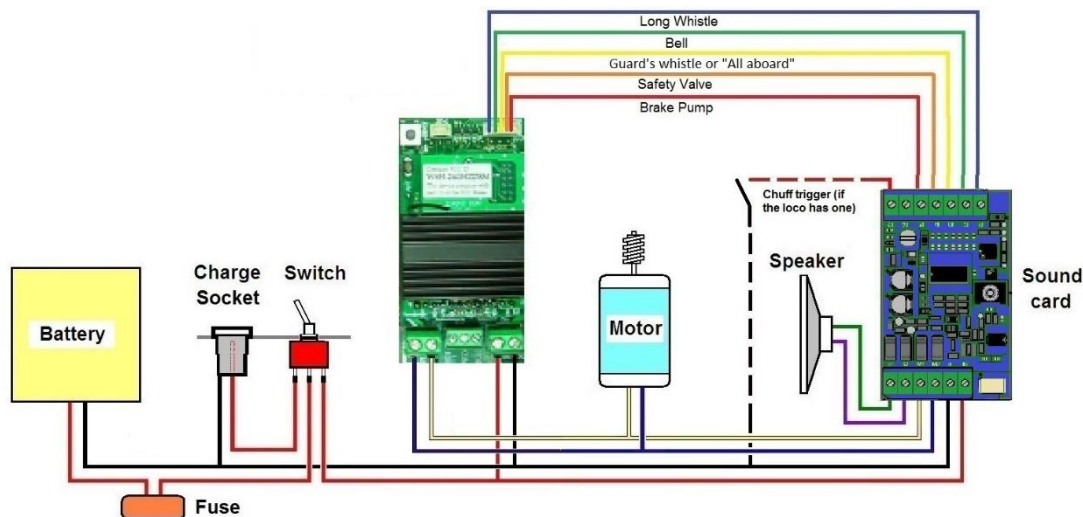 Long Whistle
Bell
Guard's whistle or "All aboard"
Safety Valve
Brake Pump
Chuff trigger (if
the loco has one)
Charge
Socket
Switch
Speaker
Sound
card
Battery
Motor
Fuse